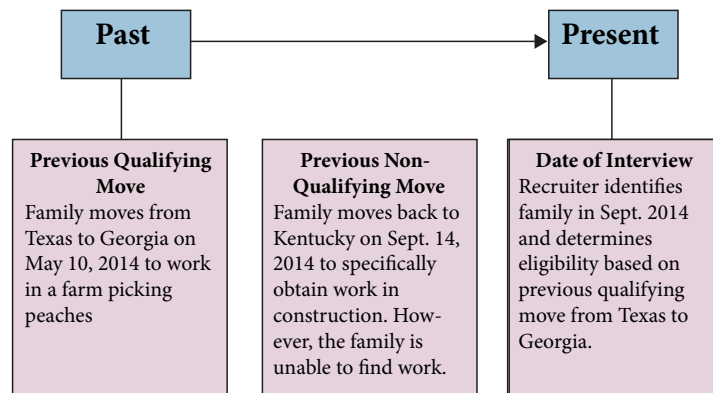 Past
Present
Previous Qualifying
Move
Family moves from
Texas to Georgia on
May 10, 2014 to work
in a farm picking
peaches
Previous Non-
Qualifying Move
Family moves back to
Kentucky on Sept. 14,
2014 to specifically
obtain work in
construction. How-
ever, the family is
unable to find work.
Date of Interview
Recruiter identifies
family in Sept. 2014
and determines
eligibility based on
previous qualifying
move from Texas to
Georgia.